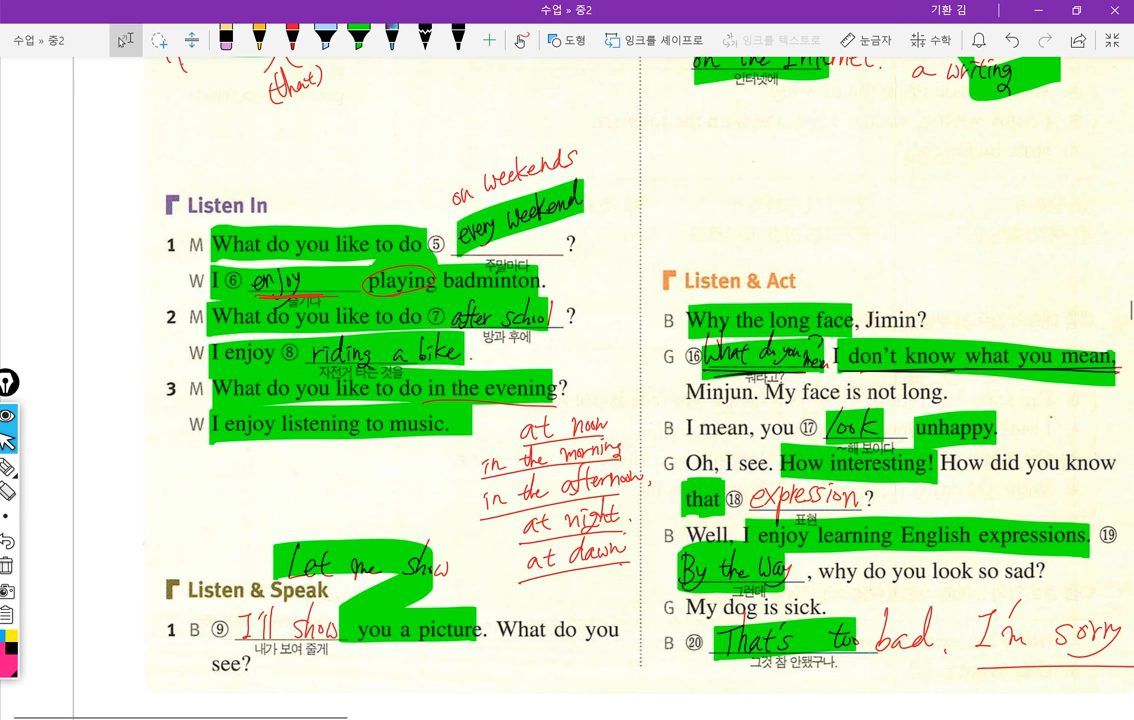 수업 » 중2
기환 김
수업 » 중2
도형
잉크를 셰이프로
잉크를 텍스트로
눈금자
수학
(that)
on the Internet.
인터넷에
a writing
Listen In
on weekends
every weekend
1 M What do you like to do ⑤ ?
주말마다
W I ⑥ enjoy playing badminton.
즐기다
2 M What do you like to do ⑦ after school ?
방과 후에
W I enjoy ⑧ riding a bike .
자전거 타는 것을
3 M What do you like to do in the evening?
W I enjoy listening to music.
at noon
in the morning
in the afternoon,
at night.
at dawn
Let me show
Listen & Speak
1 B ⑨ I'll show you a picture. What do you
내가 보여 줄게
see?
Listen & Act
B Why the long face, Jimin?
G ⑯ What do you mean? I don't know what you mean,
뭐라고?
Minjun. My face is not long.
B I mean, you ⑰ look unhappy.
~해 보이다
G Oh, I see. How interesting! How did you know
that ⑱ expression ?
표현
B Well, I enjoy learning English expressions. ⑲
By the way , why do you look so sad?
그런데
G My dog is sick.
B ⑳ That's too bad. I'm sorry
그것 참 안됐구나.